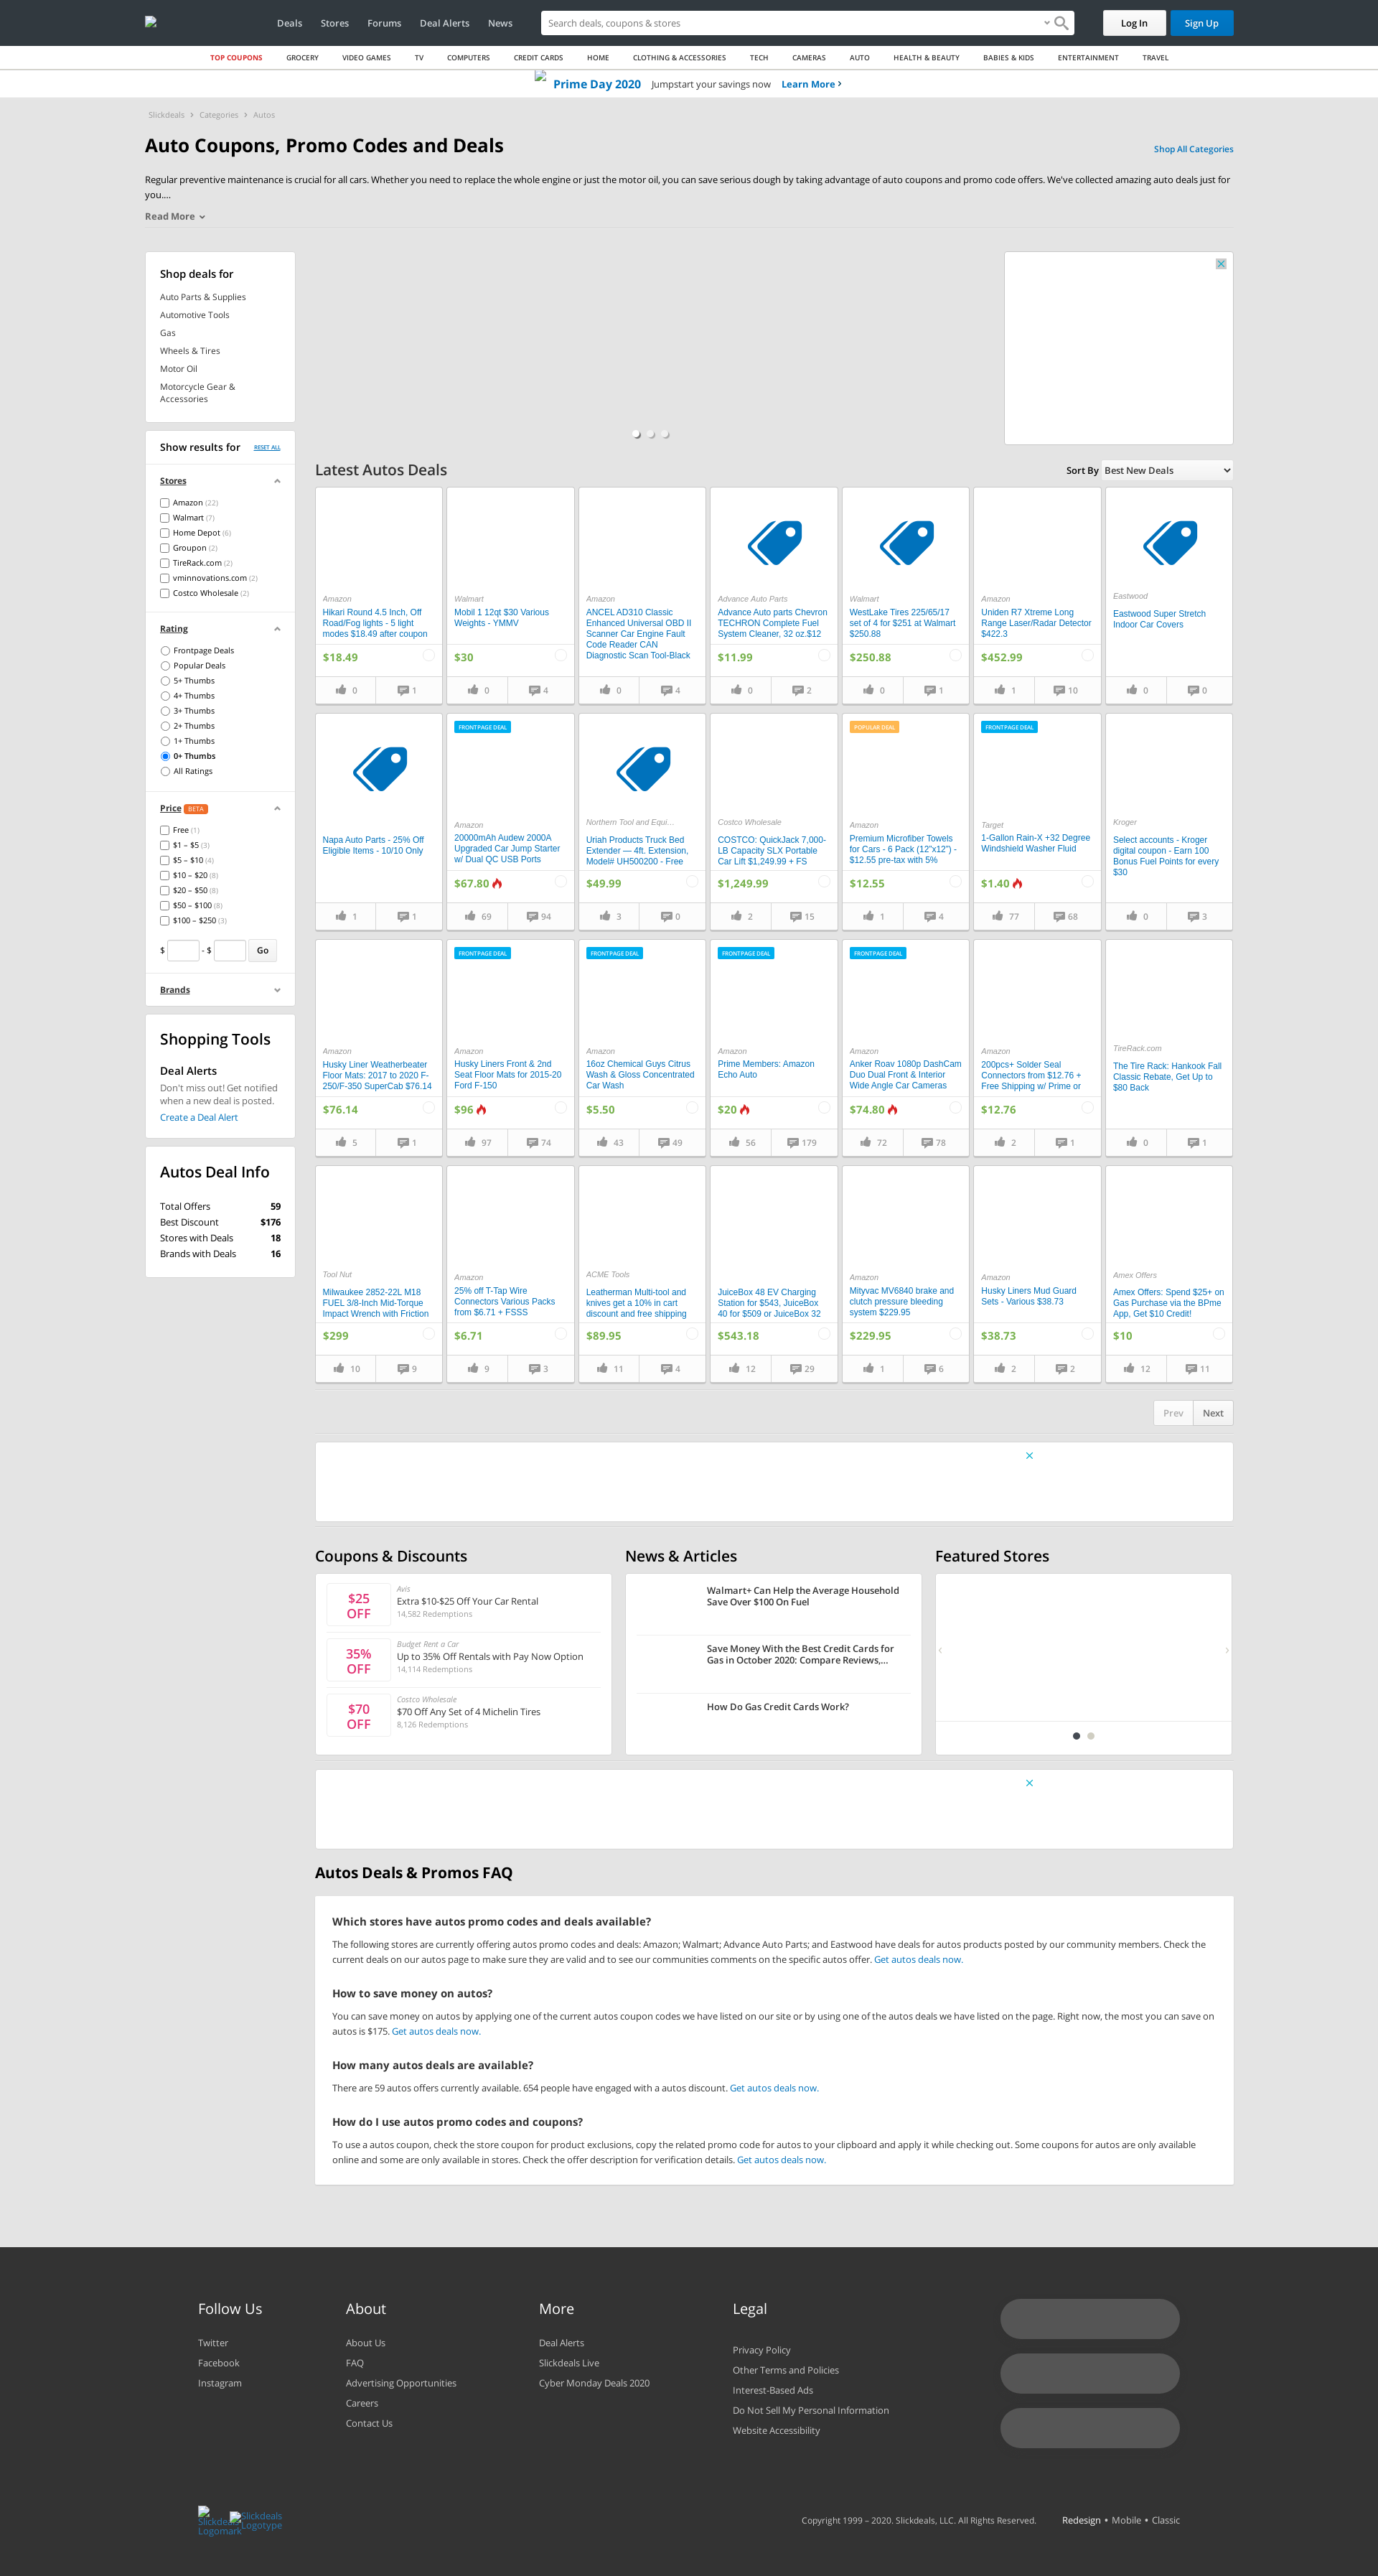 Deals Stores Forums Deal Alerts News
Search deals, coupons & stores
Log In Sign Up
TOP COUPONS GROCERY VIDEO GAMES TV COMPUTERS CREDIT CARDS HOME CLOTHING & ACCESSORIES TECH CAMERAS AUTO HEALTH & BEAUTY BABIES & KIDS ENTERTAINMENT TRAVEL
Prime Day 2020 Jumpstart your savings now Learn More
Slickdeals Categories Autos
Auto Coupons, Promo Codes and Deals
Shop All Categories
Regular preventive maintenance is crucial for all cars. Whether you need to replace the whole engine or just the motor oil, you can save serious dough by taking advantage of auto coupons and promo code offers. We've collected amazing auto deals just for
you....
Read More
Shop deals for
Auto Parts & Supplies
Automotive Tools
Gas
Wheels & Tires
Motor Oil
Motorcycle Gear &
Accessories
Show results for RESET ALL
Stores
Amazon (22)
Walmart (7)
Home Depot (6)
Groupon (2)
TireRack.com (2)
vminnovations.com (2)
Costco Wholesale (2)
Rating
Frontpage Deals
Popular Deals
5+ Thumbs
4+ Thumbs
3+ Thumbs
2+ Thumbs
1+ Thumbs
0+ Thumbs
All Ratings
Price BETA
Free (1)
$1 – $5 (3)
$5 – $10 (4)
$10 – $20 (8)
$20 – $50 (8)
$50 – $100 (8)
$100 – $250 (3)
$ - $ Go
Brands
Shopping Tools
Deal Alerts
Don't miss out! Get notified
when a new deal is posted.
Create a Deal Alert
Autos Deal Info
Total Offers 59
Best Discount $176
Stores with Deals 18
Brands with Deals 16
Latest Autos Deals
Sort By Best New Deals
Amazon
Hikari Round 4.5 Inch, Off
Road/Fog lights - 5 light
modes $18.49 after coupon
$18.49
0 1
Walmart
Mobil 1 12qt $30 Various
Weights - YMMV
$30
0 4
Amazon
ANCEL AD310 Classic
Enhanced Universal OBD II
Scanner Car Engine Fault
Code Reader CAN
Diagnostic Scan Tool-Black
0 4
Advance Auto Parts
Advance Auto parts Chevron
TECHRON Complete Fuel
System Cleaner, 32 oz.$12
$11.99
0 2
Walmart
WestLake Tires 225/65/17
set of 4 for $251 at Walmart
$250.88
$250.88
0 1
Amazon
Uniden R7 Xtreme Long
Range Laser/Radar Detector
$422.3
$452.99
1 10
Eastwood
Eastwood Super Stretch
Indoor Car Covers
0 0
Napa Auto Parts - 25% Off
Eligible Items - 10/10 Only
1 1
FRONTPAGE DEAL
Amazon
20000mAh Audew 2000A
Upgraded Car Jump Starter
w/ Dual QC USB Ports
$67.80
69 94
Northern Tool and Equi...
Uriah Products Truck Bed
Extender — 4ft. Extension,
Model# UH500200 - Free
$49.99
3 0
Costco Wholesale
COSTCO: QuickJack 7,000-
LB Capacity SLX Portable
Car Lift $1,249.99 + FS
$1,249.99
2 15
POPULAR DEAL
Amazon
Premium Microfiber Towels
for Cars - 6 Pack (12"x12") -
$12.55 pre-tax with 5%
$12.55
1 4
FRONTPAGE DEAL
Target
1-Gallon Rain-X +32 Degree
Windshield Washer Fluid
$1.40
77 68
Kroger
Select accounts - Kroger
digital coupon - Earn 100
Bonus Fuel Points for every
$30
0 3
Amazon
Husky Liner Weatherbeater
Floor Mats: 2017 to 2020 F-
250/F-350 SuperCab $76.14
$76.14
5 1
FRONTPAGE DEAL
Amazon
Husky Liners Front & 2nd
Seat Floor Mats for 2015-20
Ford F-150
$96
97 74
FRONTPAGE DEAL
Amazon
16oz Chemical Guys Citrus
Wash & Gloss Concentrated
Car Wash
$5.50
43 49
FRONTPAGE DEAL
Amazon
Prime Members: Amazon
Echo Auto
$20
56 179
FRONTPAGE DEAL
Amazon
Anker Roav 1080p DashCam
Duo Dual Front & Interior
Wide Angle Car Cameras
$74.80
72 78
Amazon
200pcs+ Solder Seal
Connectors from $12.76 +
Free Shipping w/ Prime or
$12.76
2 1
TireRack.com
The Tire Rack: Hankook Fall
Classic Rebate, Get Up to
$80 Back
0 1
Tool Nut
Milwaukee 2852-22L M18
FUEL 3/8-Inch Mid-Torque
Impact Wrench with Friction
$299
10 9
Amazon
25% off T-Tap Wire
Connectors Various Packs
from $6.71 + FSSS
$6.71
9 3
ACME Tools
Leatherman Multi-tool and
knives get a 10% in cart
discount and free shipping
$89.95
11 4
JuiceBox 48 EV Charging
Station for $543, JuiceBox
40 for $509 or JuiceBox 32
$543.18
12 29
Amazon
Mityvac MV6840 brake and
clutch pressure bleeding
system $229.95
$229.95
1 6
Amazon
Husky Liners Mud Guard
Sets - Various $38.73
$38.73
2 2
Amex Offers
Amex Offers: Spend $25+ on
Gas Purchase via the BPme
App, Get $10 Credit!
$10
12 11
Prev Next
Coupons & Discounts
$25
OFF
Avis
Extra $10-$25 Off Your Car Rental
14,582 Redemptions
35%
OFF
Budget Rent a Car
Up to 35% Off Rentals with Pay Now Option
14,114 Redemptions
$70
OFF
Costco Wholesale
$70 Off Any Set of 4 Michelin Tires
8,126 Redemptions
News & Articles
Walmart+ Can Help the Average Household
Save Over $100 On Fuel
Save Money With the Best Credit Cards for
Gas in October 2020: Compare Reviews,...
How Do Gas Credit Cards Work?
Featured Stores
Autos Deals & Promos FAQ
Which stores have autos promo codes and deals available?
The following stores are currently offering autos promo codes and deals: Amazon; Walmart; Advance Auto Parts; and Eastwood have deals for autos products posted by our community members. Check the
current deals on our autos page to make sure they are valid and to see our communities comments on the specific autos offer. Get autos deals now.
How to save money on autos?
You can save money on autos by applying one of the current autos coupon codes we have listed on our site or by using one of the autos deals we have listed on the page. Right now, the most you can save on
autos is $175. Get autos deals now.
How many autos deals are available?
There are 59 autos offers currently available. 654 people have engaged with a autos discount. Get autos deals now.
How do I use autos promo codes and coupons?
To use a autos coupon, check the store coupon for product exclusions, copy the related promo code for autos to your clipboard and apply it while checking out. Some coupons for autos are only available
online and some are only available in stores. Check the offer description for verification details. Get autos deals now.
Follow Us
Twitter
Facebook
Instagram
About
About Us
FAQ
Advertising Opportunities
Careers
Contact Us
More
Deal Alerts
Slickdeals Live
Cyber Monday Deals 2020
Legal
Privacy Policy
Other Terms and Policies
Interest-Based Ads
Do Not Sell My Personal Information
Website Accessibility
Slickdeals
Logomark
Slickdeals
Logotype
Copyright 1999 – 2020. Slickdeals, LLC. All Rights Reserved.
Redesign • Mobile • Classic